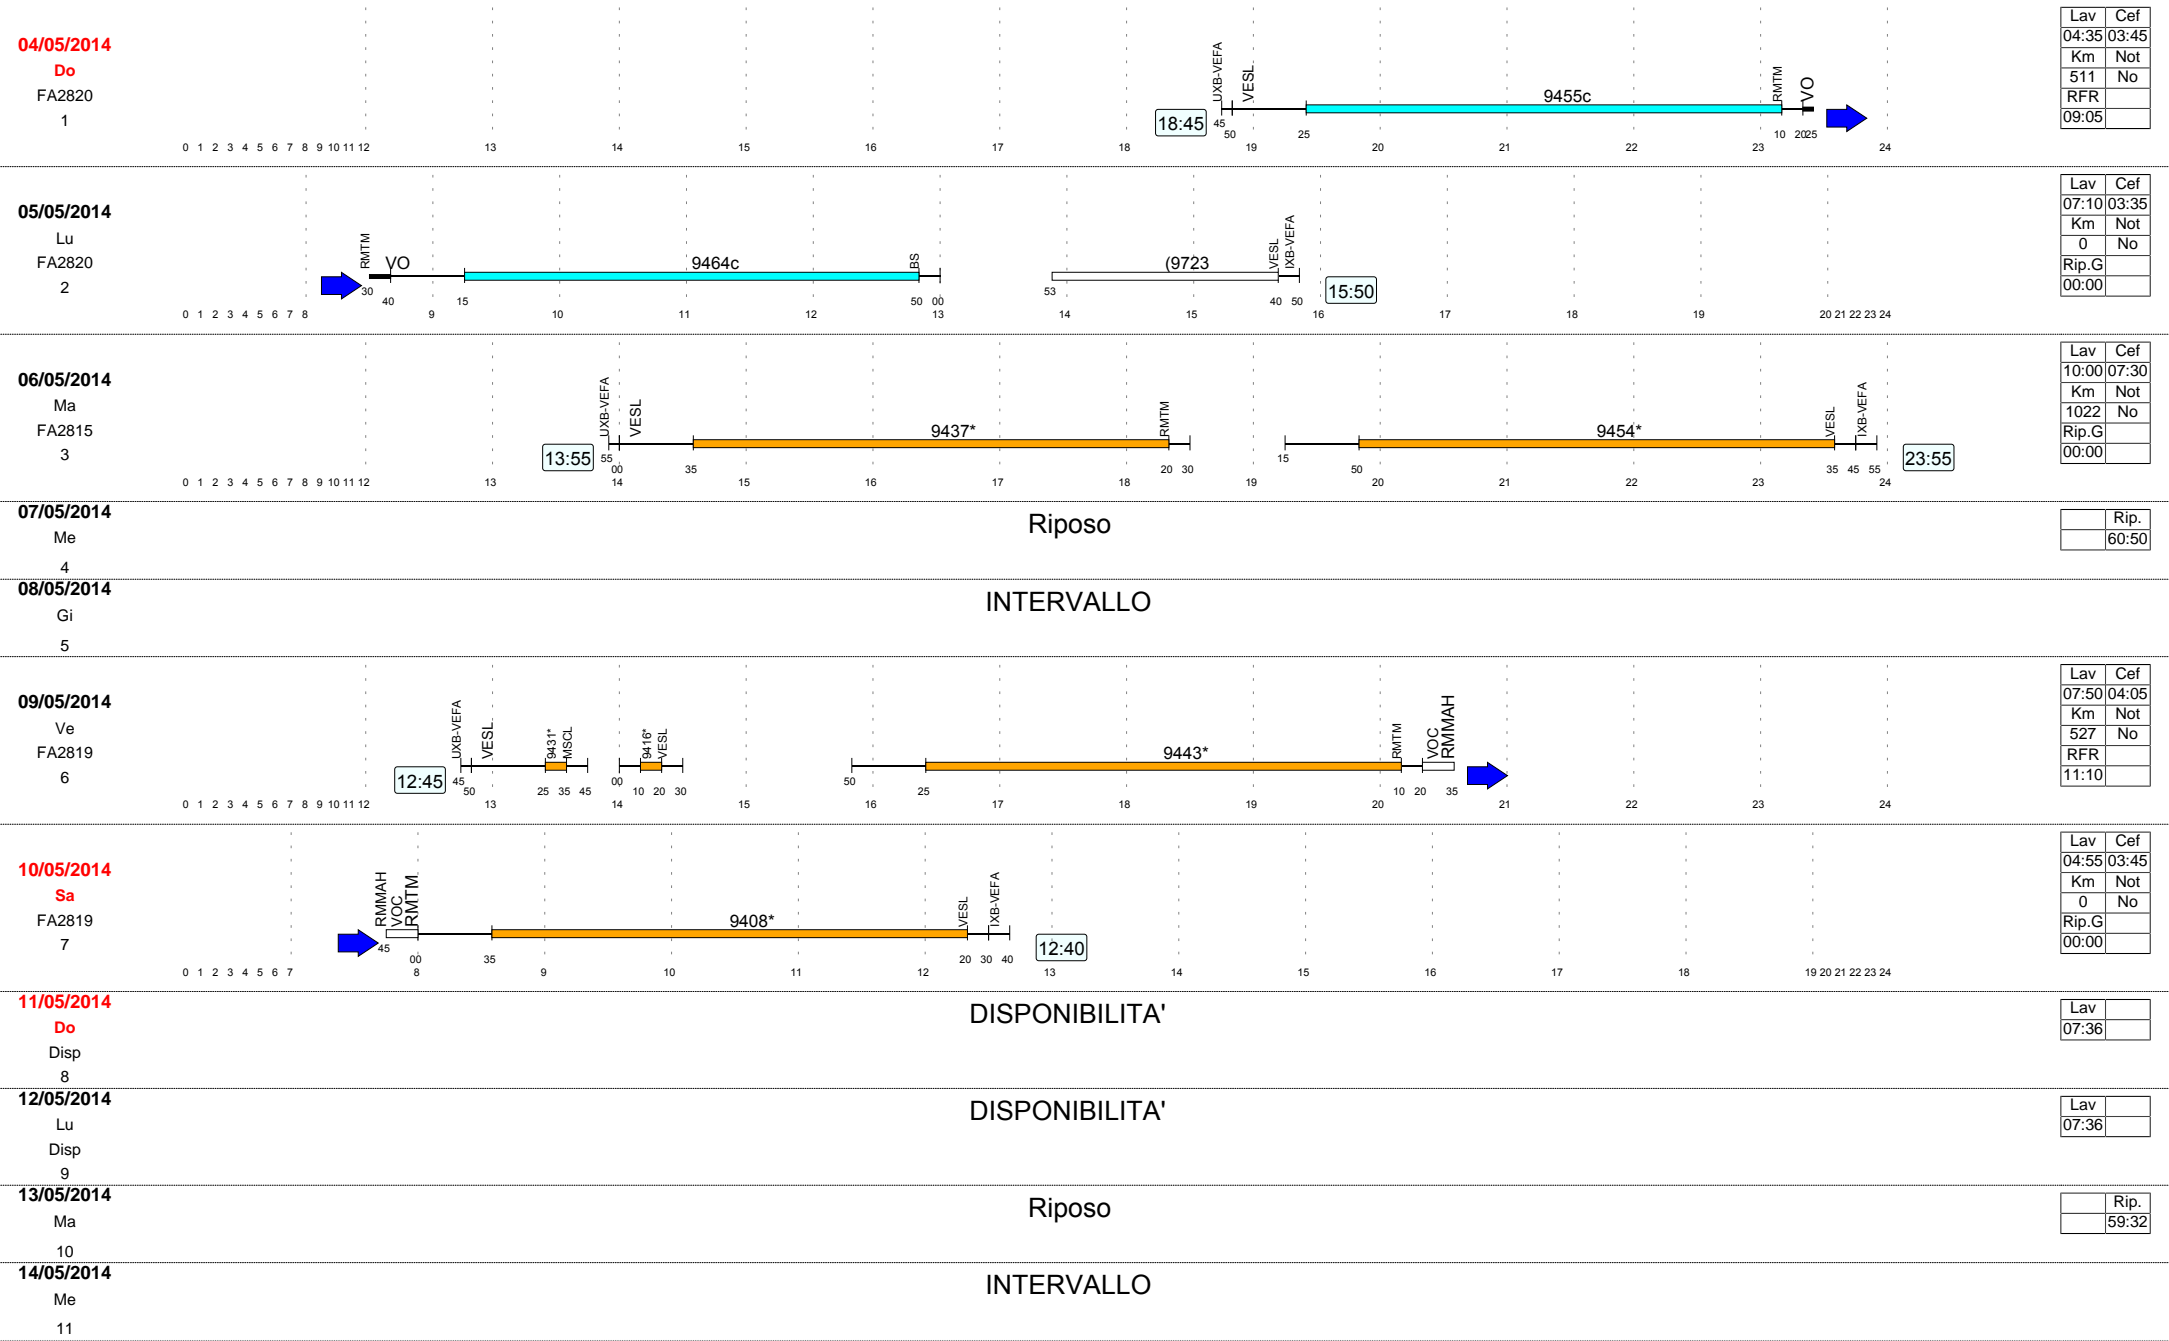 04/05/2014
Do
FA2820
1
18:45
UXB-VEFA
VESL
9455c
RMTM
VO
45 50 25 10 20 25
0 1 2 3 4 5 6 7 8 9 10 11 12 13 14 15 16 17 18 19 20 21 22 23 24
Lav Cef
04:35 03:45
Km Not
511 No
RFR
09:05
05/05/2014
Lu
FA2820
2
RMTM
VO
9464c
BS
(9723
VESL
IXB-VEFA
15:50
30 40 15 50 00 53 40 50
0 1 2 3 4 5 6 7 8 9 10 11 12 13 14 15 16 17 18 19 20 21 22 23 24
Lav Cef
07:10 03:35
Km Not
0 No
Rip.G
00:00
06/05/2014
Ma
FA2815
3
13:55
UXB-VEFA
VESL
9437*
RMTM
9454*
VESL
IXB-VEFA
23:55
55 00 35 20 30 15 50 35 45 55
0 1 2 3 4 5 6 7 8 9 10 11 12 13 14 15 16 17 18 19 20 21 22 23 24
Lav Cef
10:00 07:30
Km Not
1022 No
Rip.G
00:00
07/05/2014
Me
4
Riposo
Rip.
60:50
08/05/2014
Gi
5
INTERVALLO
09/05/2014
Ve
FA2819
6
12:45
UXB-VEFA
VESL
9431*
MSCL
9416*
VESL
9443*
RMTM
VOC
RMMAH
45 50 25 35 45 00 10 20 30 50 25 10 20 35
0 1 2 3 4 5 6 7 8 9 10 11 12 13 14 15 16 17 18 19 20 21 22 23 24
Lav Cef
07:50 04:05
Km Not
527 No
RFR
11:10
10/05/2014
Sa
FA2819
7
RMMAH
VOC
RMTM
9408*
VESL
IXB-VEFA
12:40
45 00 35 20 30 40
0 1 2 3 4 5 6 7 8 9 10 11 12 13 14 15 16 17 18 19 20 21 22 23 24
Lav Cef
04:55 03:45
Km Not
0 No
Rip.G
00:00
11/05/2014
Do
Disp
8
DISPONIBILITA'
Lav
07:36
12/05/2014
Lu
Disp
9
DISPONIBILITA'
Lav
07:36
13/05/2014
Ma
10
Riposo
Rip.
59:32
14/05/2014
Me
11
INTERVALLO